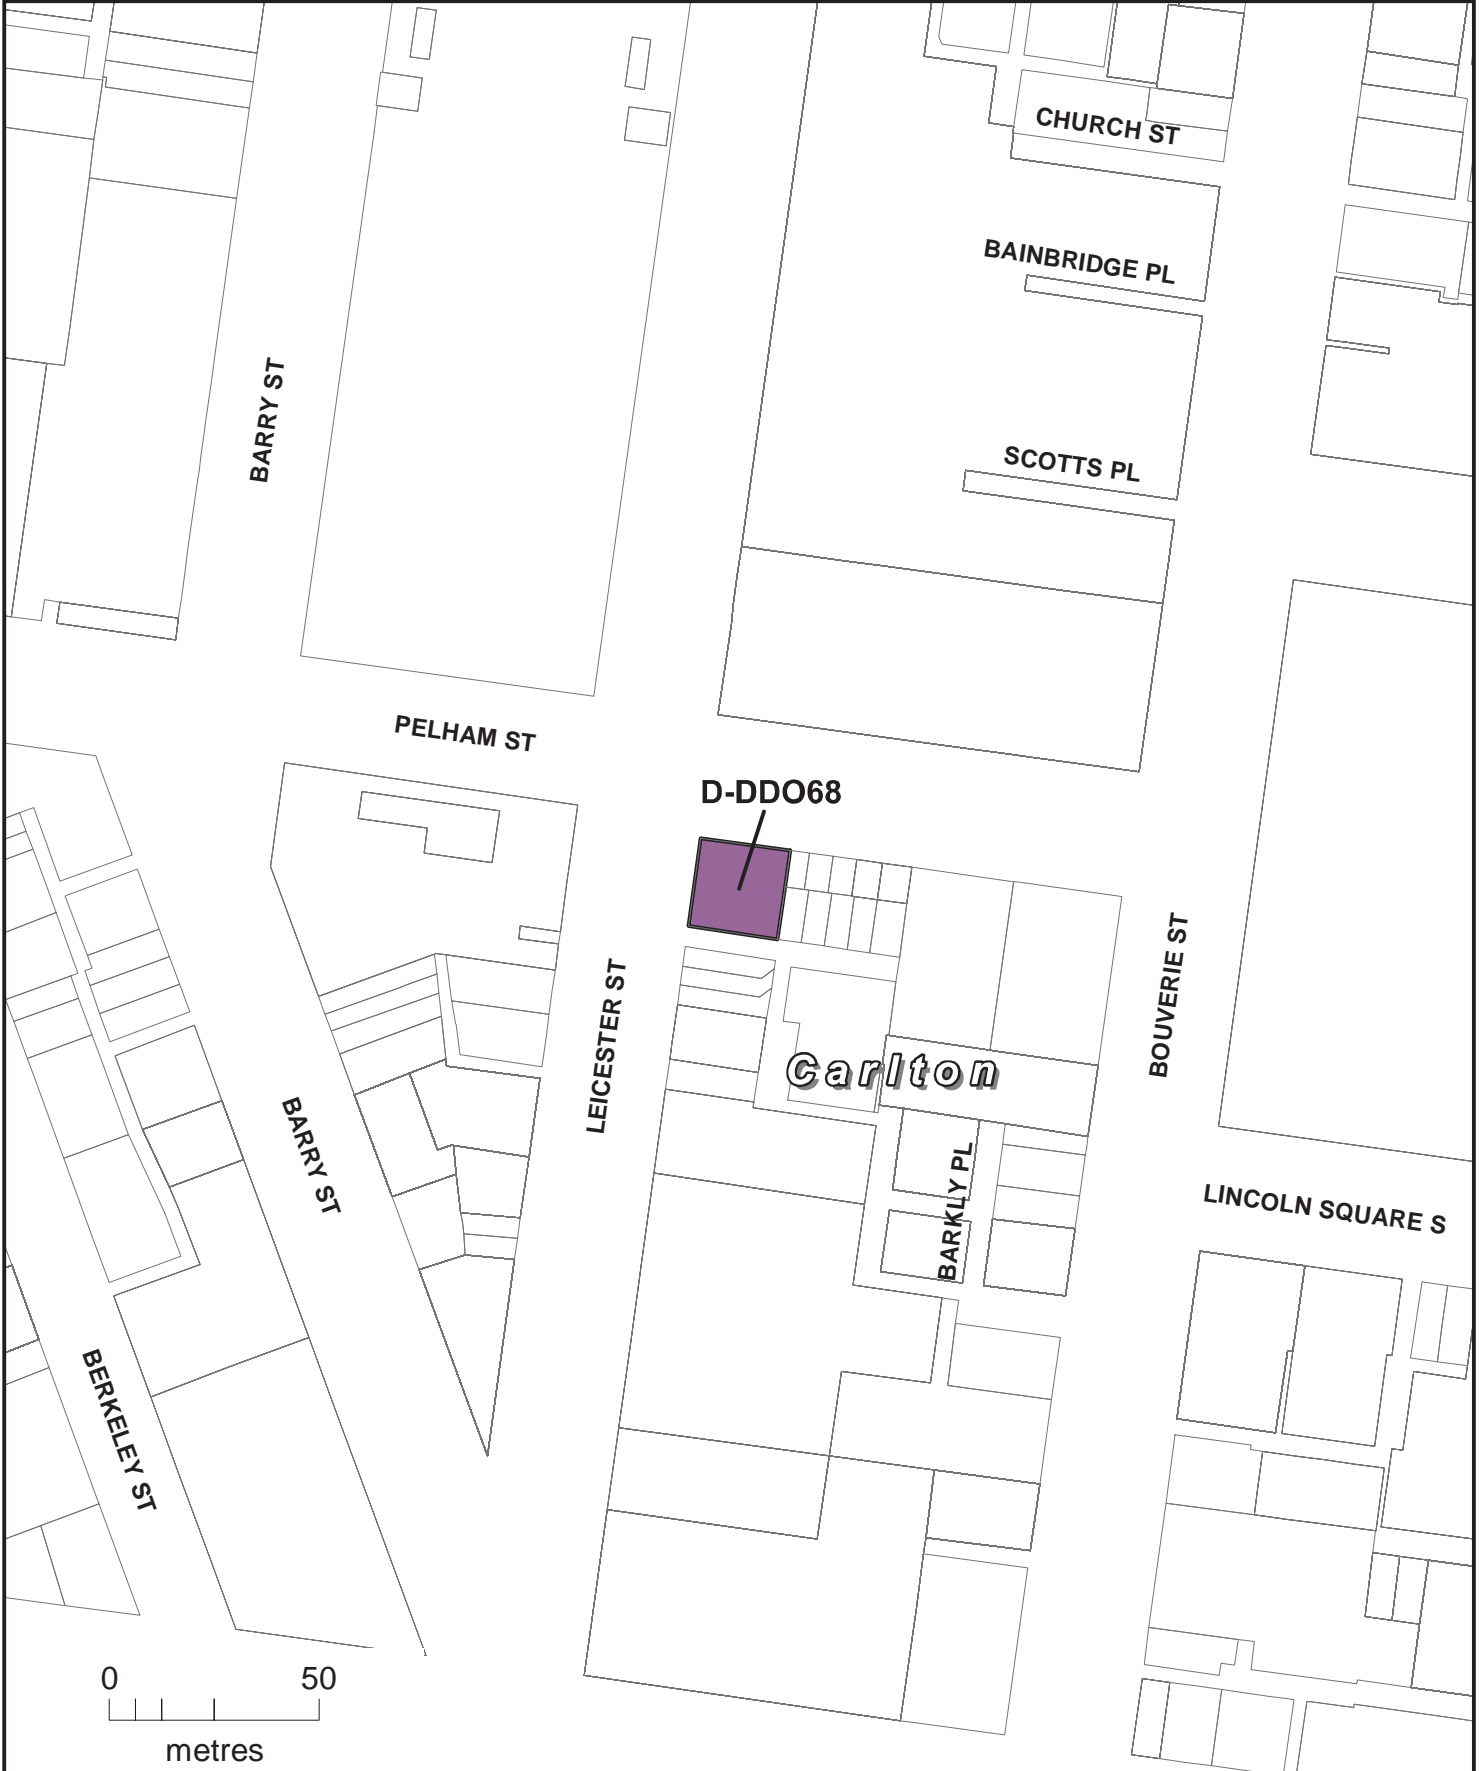 CHURCH ST
BAINBRIDGE PL
BARRY ST
SCOTTS PL
PELHAM ST
D-DDO68
BOUVERIE ST
LEICESTER ST
Carlton
BARRY ST
BARKLY PL
LINCOLN SQUARE S
BERKELEY ST
0 50
metres